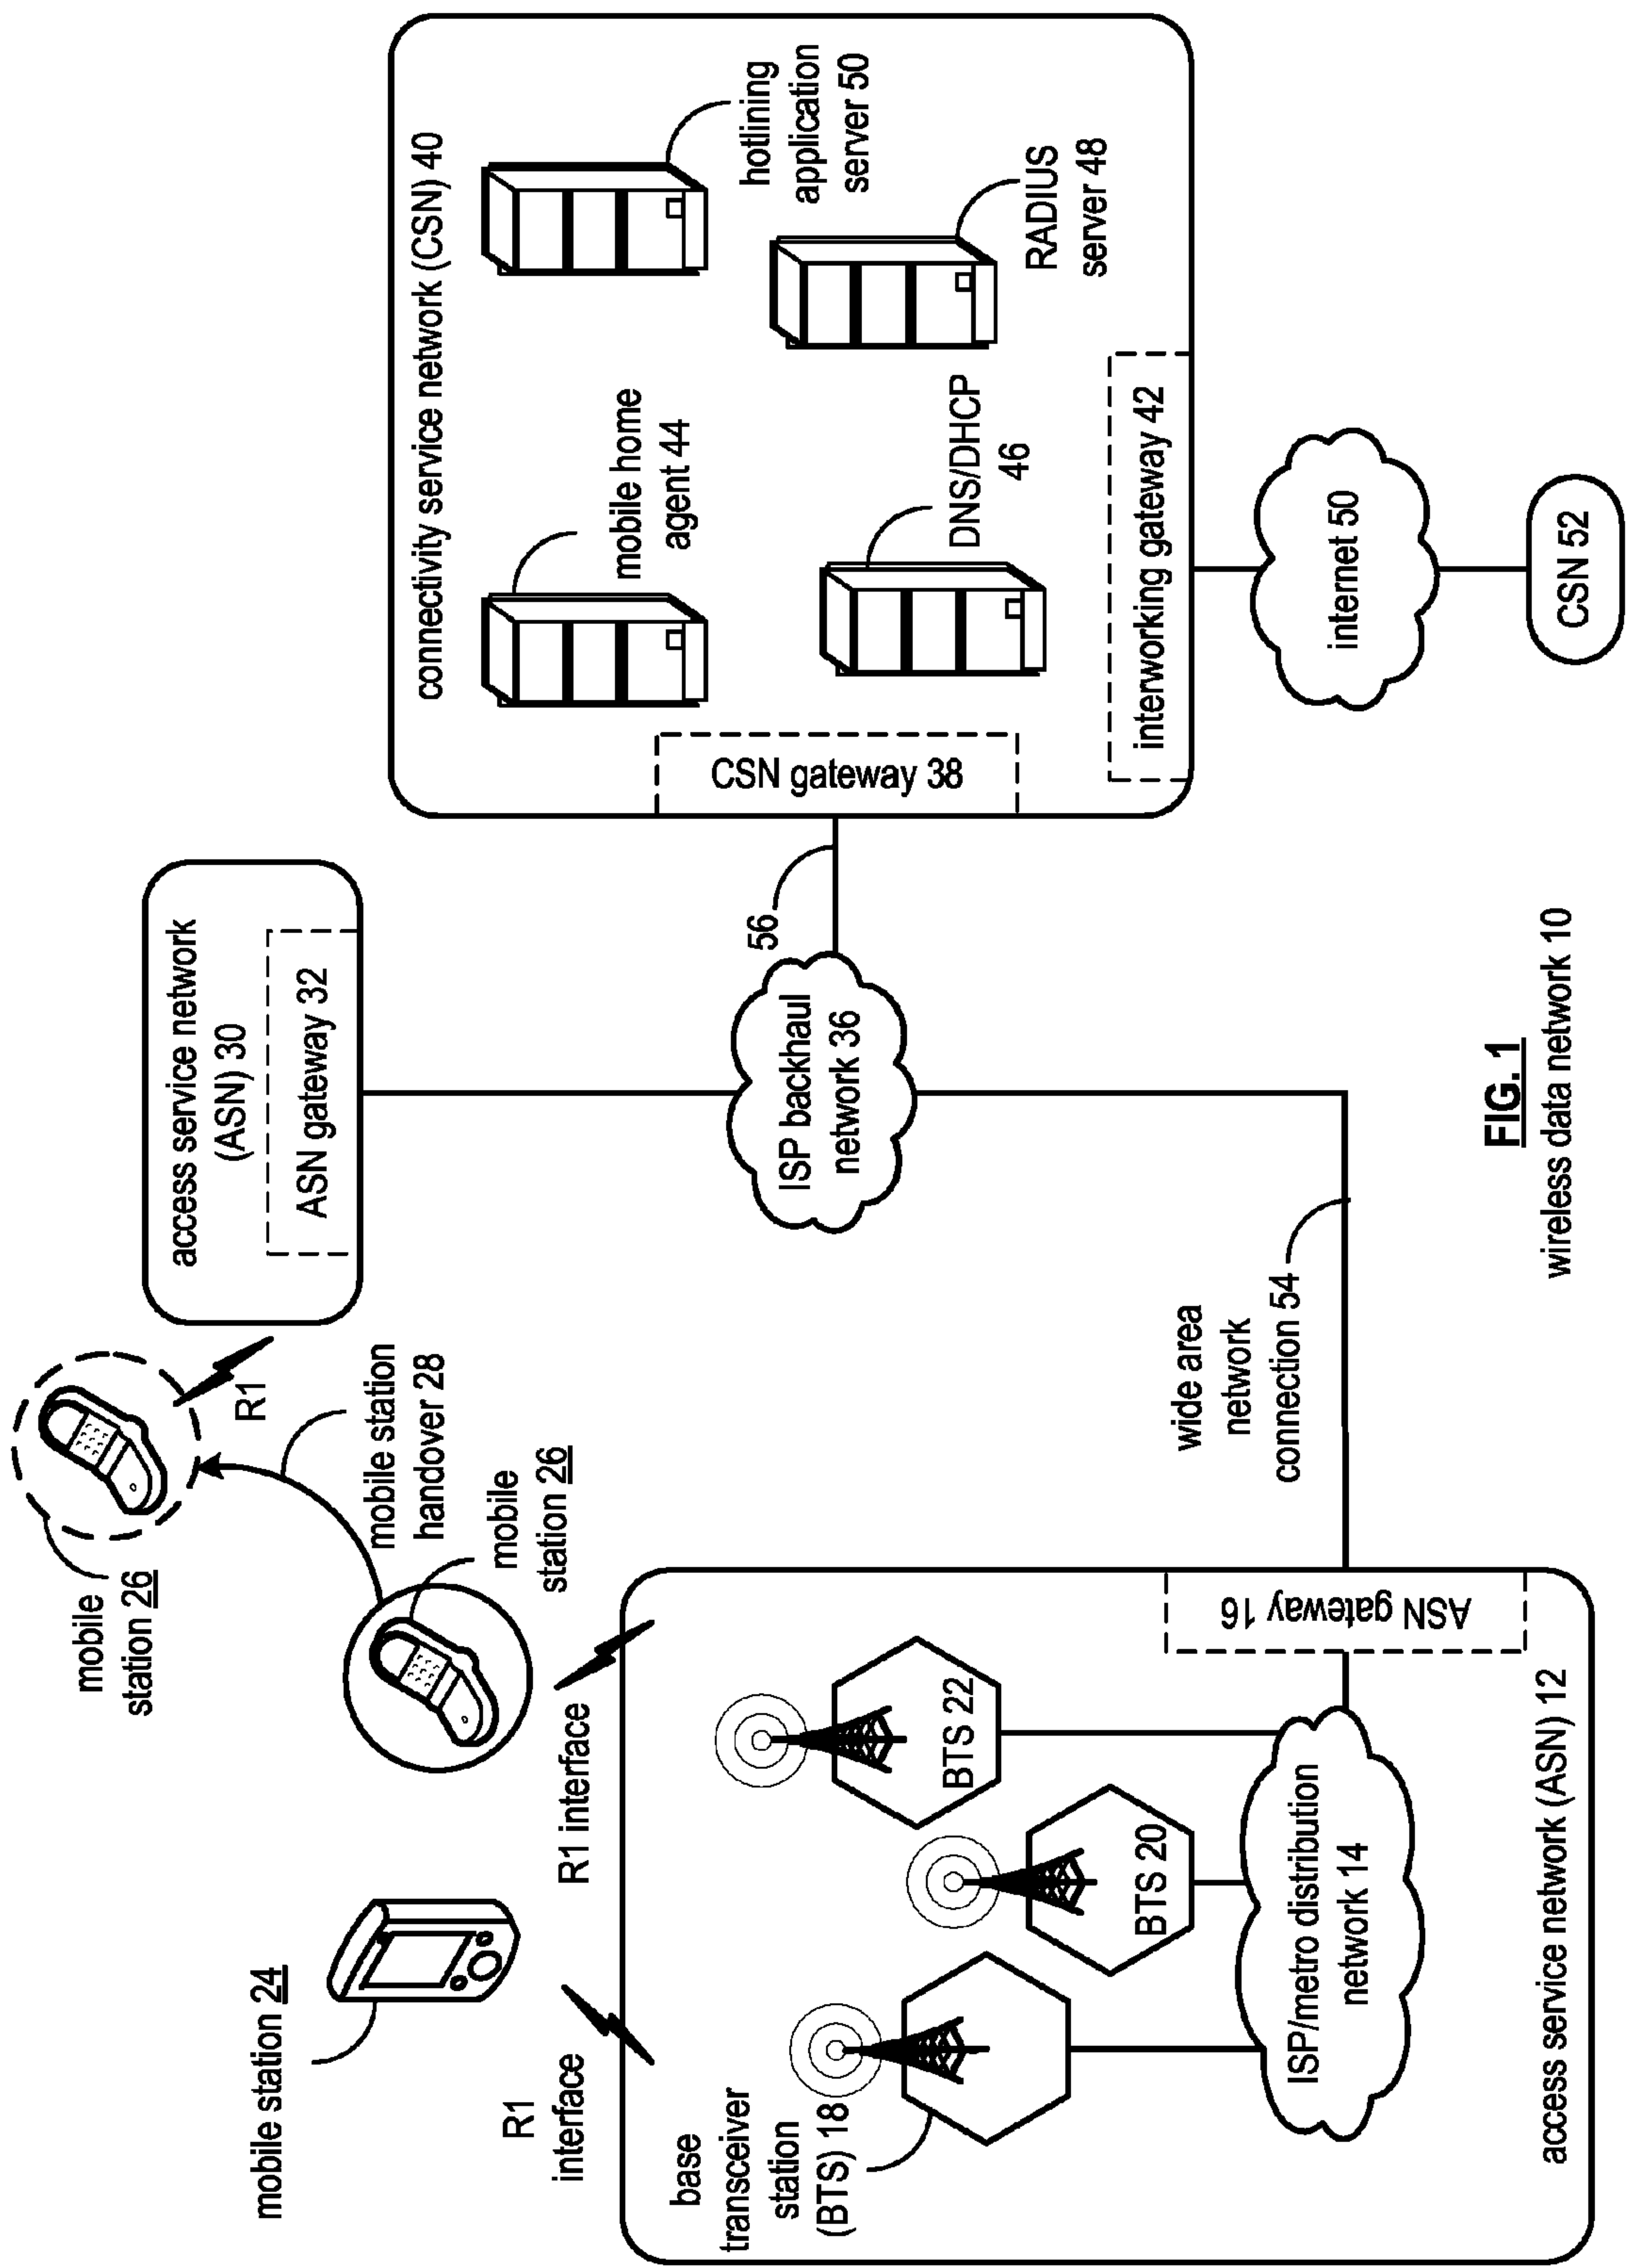 mobile
station 26
R1
access service network
(ASN) 30
ASN gateway 32
mobile station
handover 28
mobile
station 26
mobile station 24
R1
interface
R1 interface
base
transceiver
station
(BTS) 18
BTS 20
BTS 22
ISP/metro distribution
network 14
ASN gateway 16
access service network (ASN) 12
wide area
network
connection 54
ISP backhaul
network 36
56
connectivity service network (CSN) 40
CSN gateway 38
mobile home
agent 44
hotlining
application
server 50
DNS/DHCP
46
RADIUS
server 48
interworking gateway 42
internet 50
CSN 52
FIG. 1
wireless data network 10